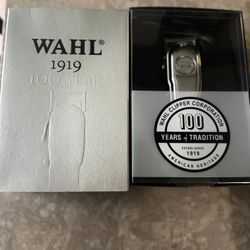 WAHL®
1919
100 YEAR
WAHL CLIPPER CORPORATION
100
YEARS of TRADITION
ESTABLISHED
1919
AMERICAN HERITAGE